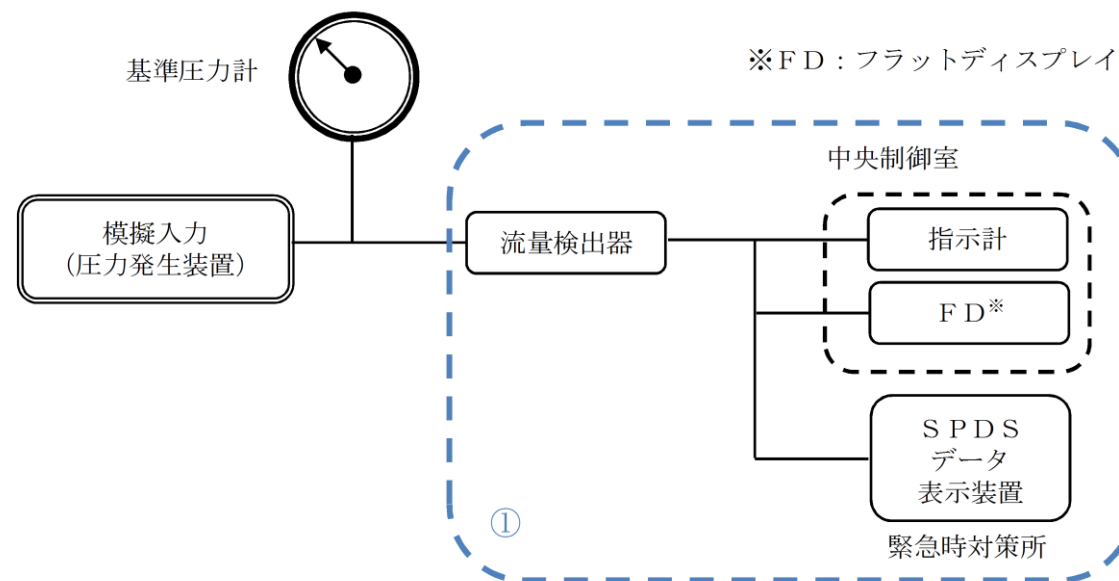 ※ＦＤ：フラットディスプレイ
基準圧力計
中央制御室
模擬入力
（圧力発生装置）
流量検出器
指示計
ＦＤ※
ＳＰＤＳ
データ
表示装置
①
緊急時対策所